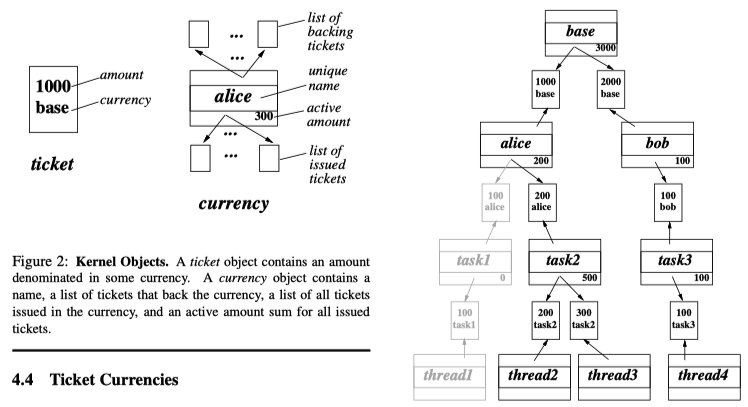 list of
backing
tickets
...
...
1000
base
amount
currency
ticket
alice
300
unique
name
active
amount
...
...
list of
issued
tickets
currency
Figure 2: Kernel Objects. A ticket object contains an amount
denominated in some currency. A currency object contains a
name, a list of tickets that back the currency, a list of all tickets
issued in the currency, and an active amount sum for all issued
tickets.
4.4 Ticket Currencies
base
3000
1000
base
2000
base
alice
200
bob
100
100
alice
200
alice
100
bob
task1
0
task2
500
task3
100
100
task1
200
task2
300
task2
100
task3
thread1
thread2
thread3
thread4